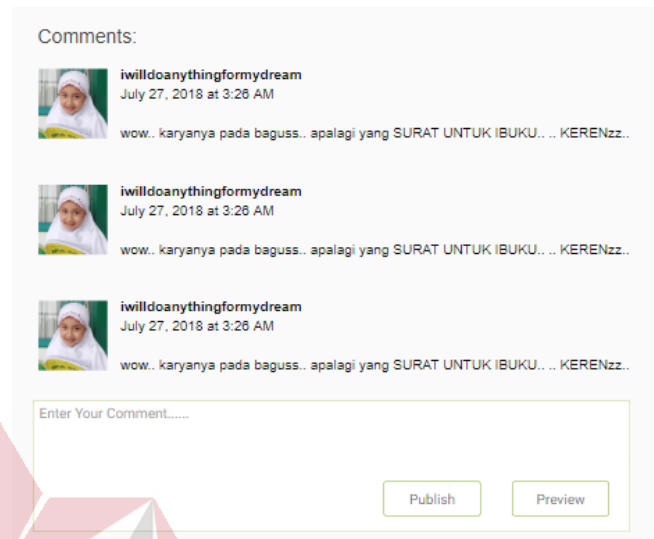 Comments:
iwilldoanythingformydream
July 27, 2018 at 3:26 AM
wow.. karyanya pada baguss.. apalagi yang SURAT UNTUK IBUKU.. .. KERENzz..
iwilldoanythingformydream
July 27, 2018 at 3:26 AM
wow.. karyanya pada baguss.. apalagi yang SURAT UNTUK IBUKU.. .. KERENzz..
iwilldoanythingformydream
July 27, 2018 at 3:26 AM
wow.. karyanya pada baguss.. apalagi yang SURAT UNTUK IBUKU.. .. KERENzz..
Enter Your Comment......
Publish Preview